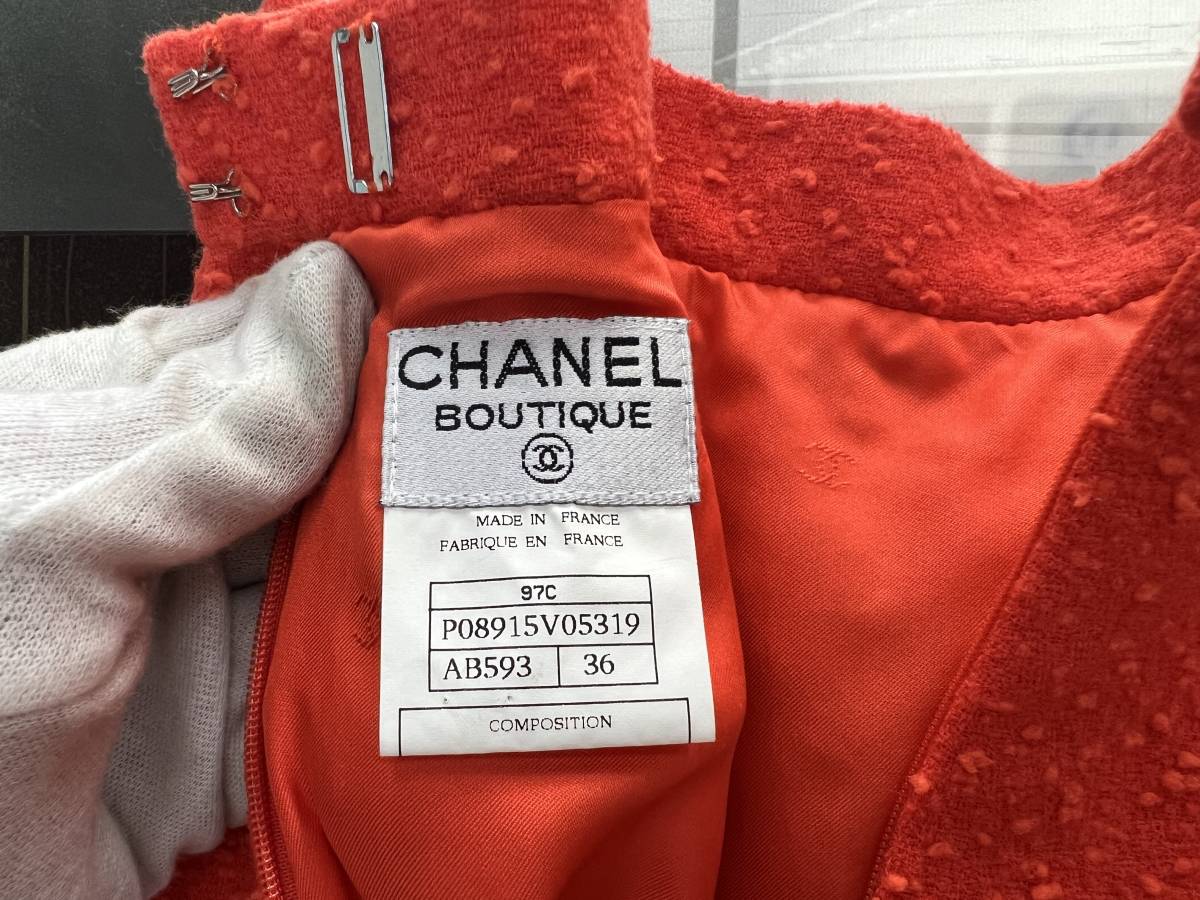 CHANEL
BOUTIQUE
MADE IN FRANCE
FABRIQUE EN FRANCE
97C
P08915V05319
AB593 36
COMPOSITION